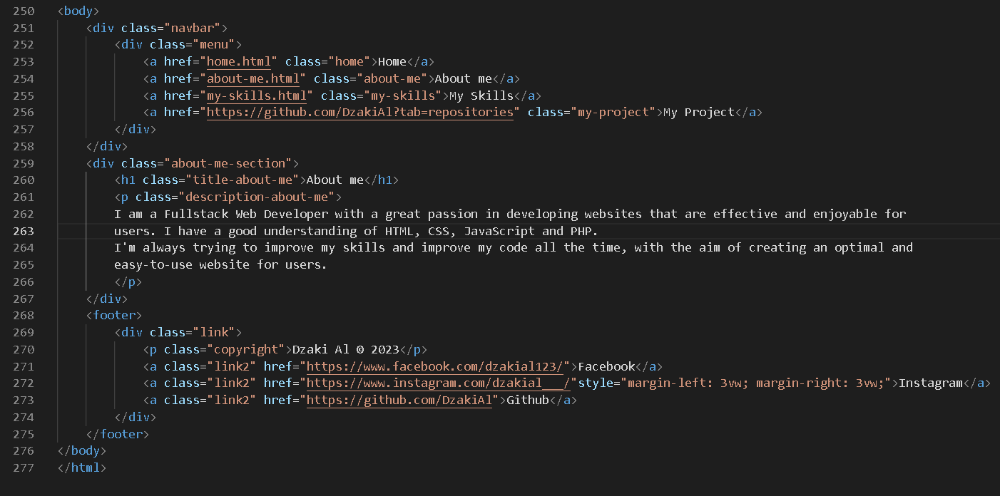 250 <body>
251 <div class="navbar">
252 <div class="menu">
253 <a href="home.html" class="home">Home</a>
254 <a href="about-me.html" class="about-me">About me</a>
255 <a href="my-skills.html" class="my-skills">My Skills</a>
256 <a href="https://github.com/DzakiAl?tab=repositories" class="my-project">My Project</a>
257 </div>
258 </div>
259 <div class="about-me-section">
260 <h1 class="title-about-me">About me</h1>
261 <p class="description-about-me">
262 I am a Fullstack Web Developer with a great passion in developing websites that are effective and enjoyable for
263 users. I have a good understanding of HTML, CSS, JavaScript and PHP.
264 I'm always trying to improve my skills and improve my code all the time, with the aim of creating an optimal and
265 easy-to-use website for users.
266 </p>
267 </div>
268 <footer>
269 <div class="link">
270 <p class="copyright">Dzaki Al © 2023</p>
271 <a class="link2" href="https://www.facebook.com/dzakial123/">Facebook</a>
272 <a class="link2" href="https://www.instagram.com/dzakial___/"style="margin-left: 3vw; margin-right: 3vw;">Instagram</a>
273 <a class="link2" href="https://github.com/DzakiAl">Github</a>
274 </div>
275 </footer>
276 </body>
277 </html>